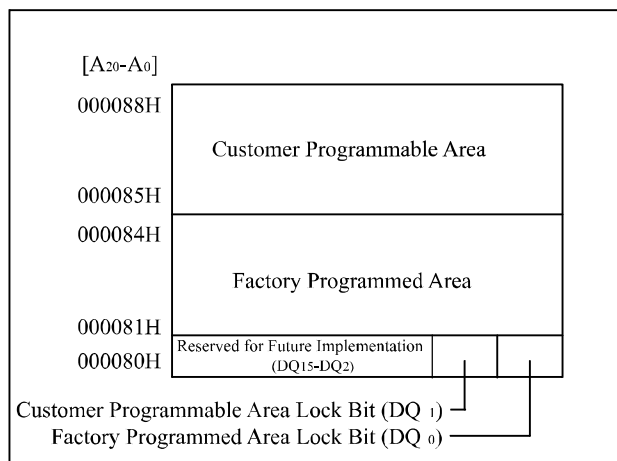 [A20-A0]
000088H
Customer Programmable Area
000085H
000084H
Factory Programmed Area
000081H
Reserved for Future Implementation
(DQ15-DQ2)
000080H
Customer Programmable Area Lock Bit (DQ 1)
Factory Programmed Area Lock Bit (DQ 0)